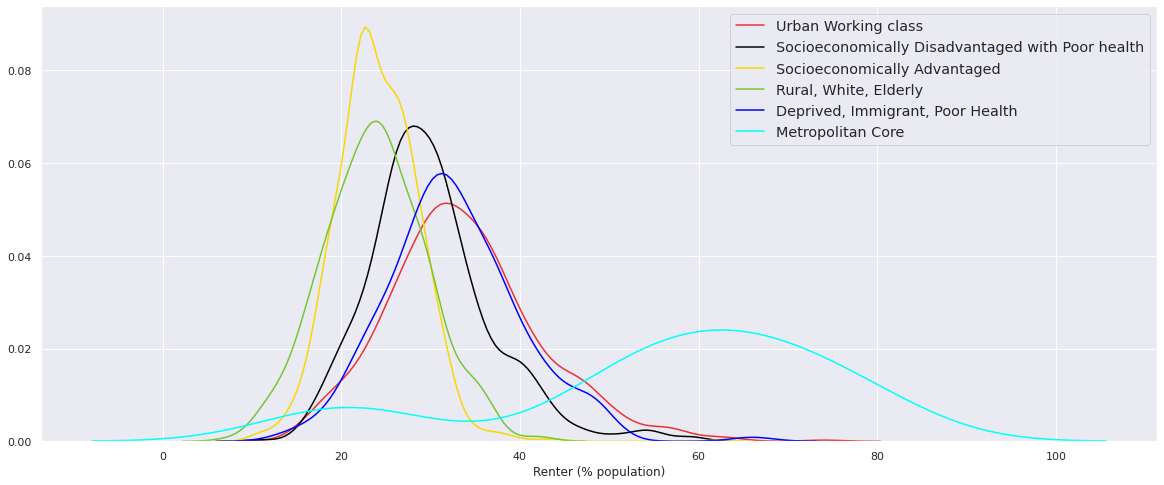 Urban Working class
Socioeconomically Disadvantaged with Poor health
Socioeconomically Advantaged
Rural, White, Elderly
Deprived, Immigrant, Poor Health
Metropolitan Core
0.08
0.06
0.04
0.02
0.00
0 20 40 60 80 100
Renter (% population)